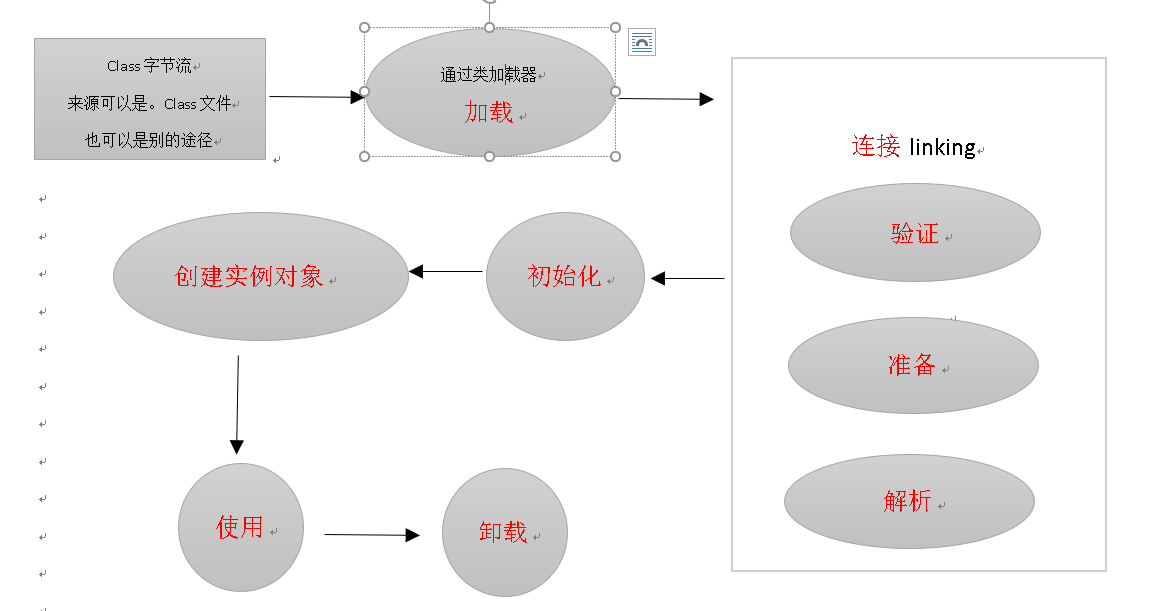 Class 字节流
来源可以是。Class 文件
也可以是别的途径
通过类加载器
加载
连接 linking
验证
准备
解析
初始化
创建实例对象
使用
卸载